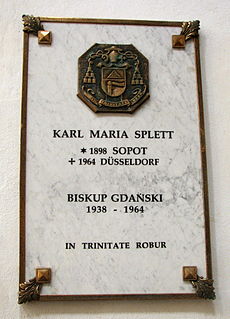 KARL MARIA SPLETT
* 1898 SOPOT
+ 1964 DÜSSELDORF
BISKUP GDAŃSKI
1938 - 1964
IN TRINITATE ROBUR